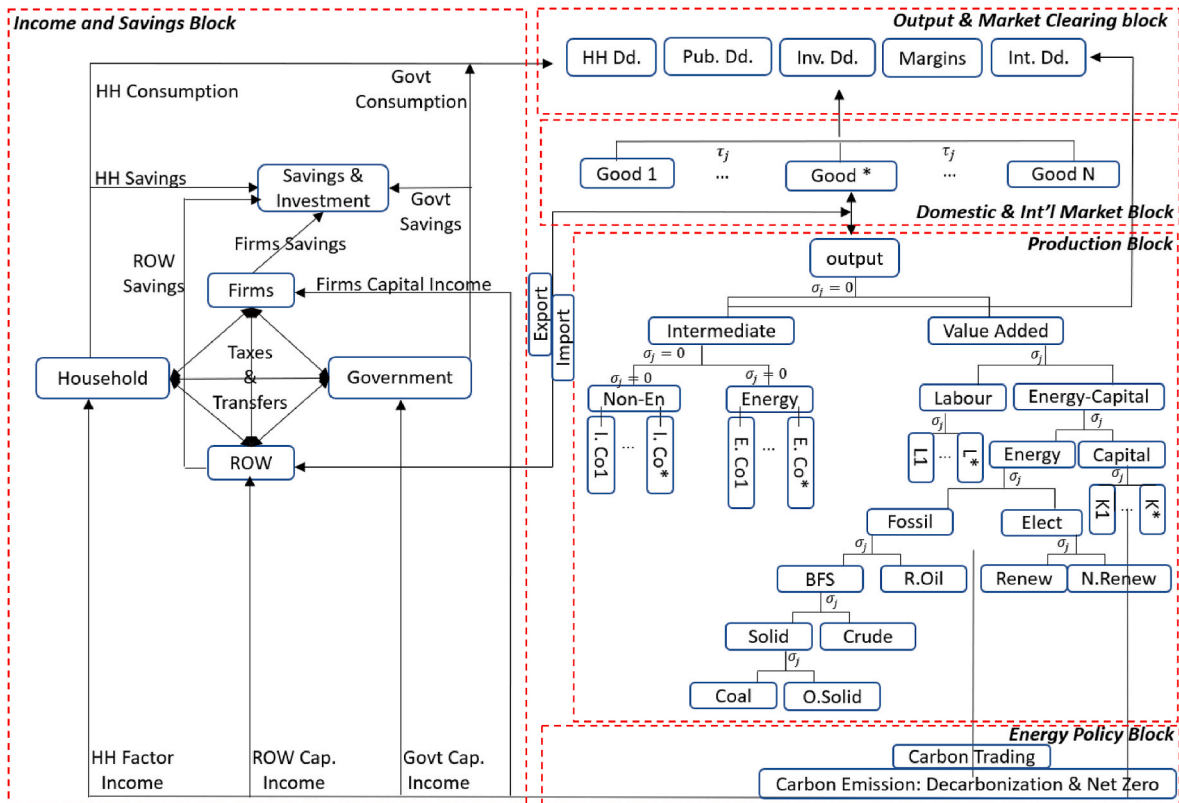 Income and Savings Block
HH Consumption
Govt
Consumption
HH Savings
Savings &
Investment
Govt
Savings
Firms Savings
ROW
Savings
Firms
Firms Capital Income
Taxes
&
Transfers
Household
Government
ROW
HH Factor
Income
ROW Cap.
Income
Govt Cap.
Income
Export
Import
Output & Market Clearing block
HH Dd.
Pub. Dd.
Inv. Dd.
Margins
Int. Dd.
τj
τj
Good 1
...
Good *
...
Good N
Domestic & Int'l Market Block
Production Block
output
σj = 0
Intermediate
Value Added
σj = 0
σj
σj = 0
σj = 0
Non-En
Energy
Labour
Energy-Capital
I. Co1
...
I. Co*
E. Co1
...
E. Co*
σj
σj
L1
...
L*
Energy
Capital
σj
σj
K1
...
K*
Fossil
Elect
σj
σj
BFS
R.Oil
Renew
N.Renew
σj
Solid
Crude
σj
Coal
O.Solid
Energy Policy Block
Carbon Trading
Carbon Emission: Decarbonization & Net Zero